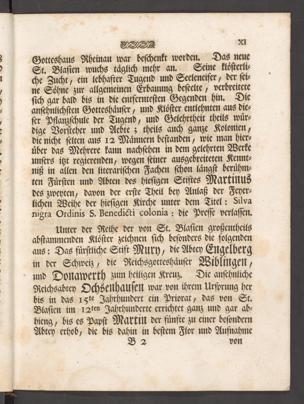 XI
Gotteshaus Rheinau war beschenkt worden. Das neue
St. Blasien wuchs täglich mehr an. Seine klösterli-
che Zucht, ein lebhafter Tugend und Seeleneifer, der sei-
ne Söhne zur allgemeinen Erbauung beseelte, verbreitete
sich gar bald bis in die entferntesten Gegenden hin. Die
ansehnlichsten Gotteshäuser, und Klöster entlehnten aus die-
ser Pflanzschule der Tugend, und Gelehrtheit theils wür-
dige Vorsteher und Aebte; theils auch ganze Kolonien,
die nicht selten aus 12 Männern bestanden, wie man hier-
über das Mehrere kann nachsehen in dem gelehrten Werke
unsers itz regierenden, wegen seiner ausgebreiteten Kennt-
niß in allen den literarischen Fachen schon längst berühm-
ten Fürsten und Abten des hiesigen Stiftes Martinus
des zweyten, davon der erste Theil bey Anlaß der Feyer-
lichen Weihe der hiesigen Kirche unter dem Titel: Silva
nigra Ordinis S. Benedicti colonia: die Presse verlassen.
Unter der Reihe der von St. Blasien größentheils
abstammenden Klöster zeichnen sich besonders die folgenden
aus: Das fürstliche Stift Mury, die Abtey Engelberg
in der Schweiz, die Reichsgotteshäuser Wiblingen,
und Donawerth zum heiligen Kreuz. Die ansehnliche
Reichsabtey Ochsenhausen war von ihrem Ursprung her
bis in das 15te Jahrhundert ein Priorat, das von St.
Blasien im 12ten Jahrhunderte errichtet ganz und gar ab-
hieng, bis es Papst Martin der fünfte zu einer besondern
Abtey erhob, die bis dahin in bestem Flor und Aufnahme
B 2
von